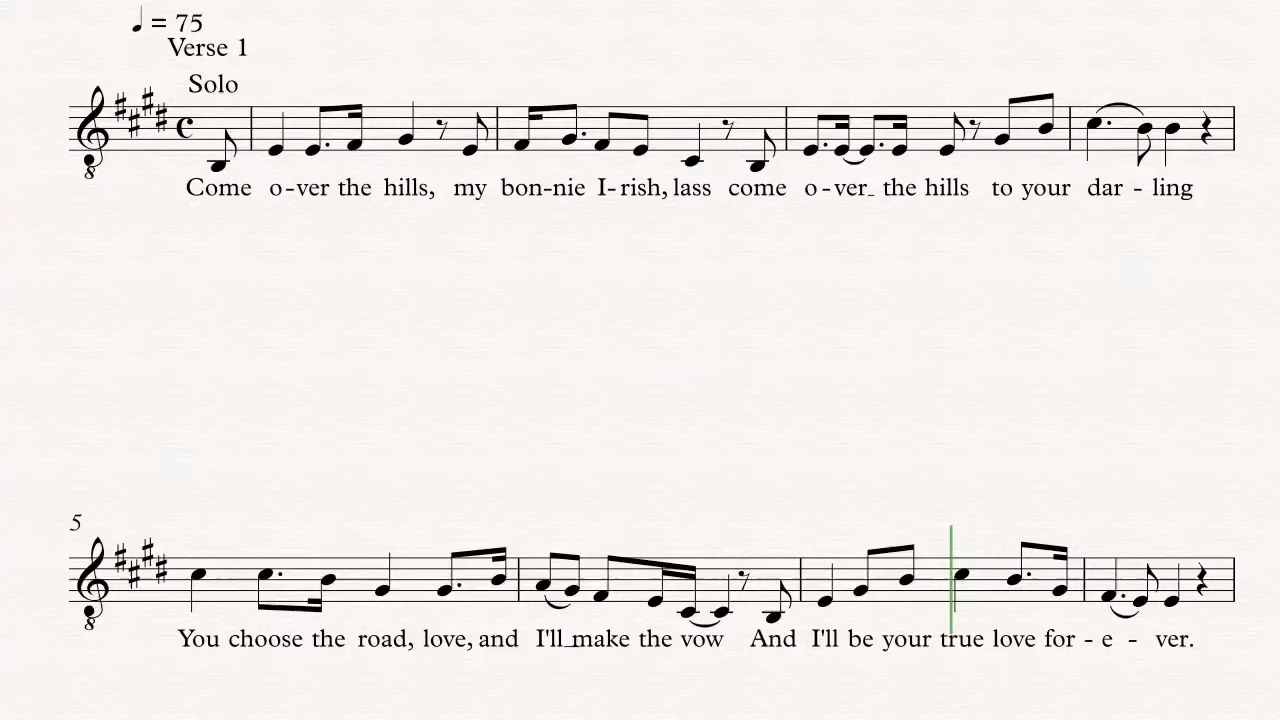 ♩ = 75
Verse 1
Solo
Come o-ver the hills, my bon-nie I-rish, lass come o-ver_ the hills to your dar - ling
5
You choose the road, love, and I'll_make the vow And I'll be your true love for - e - ver.